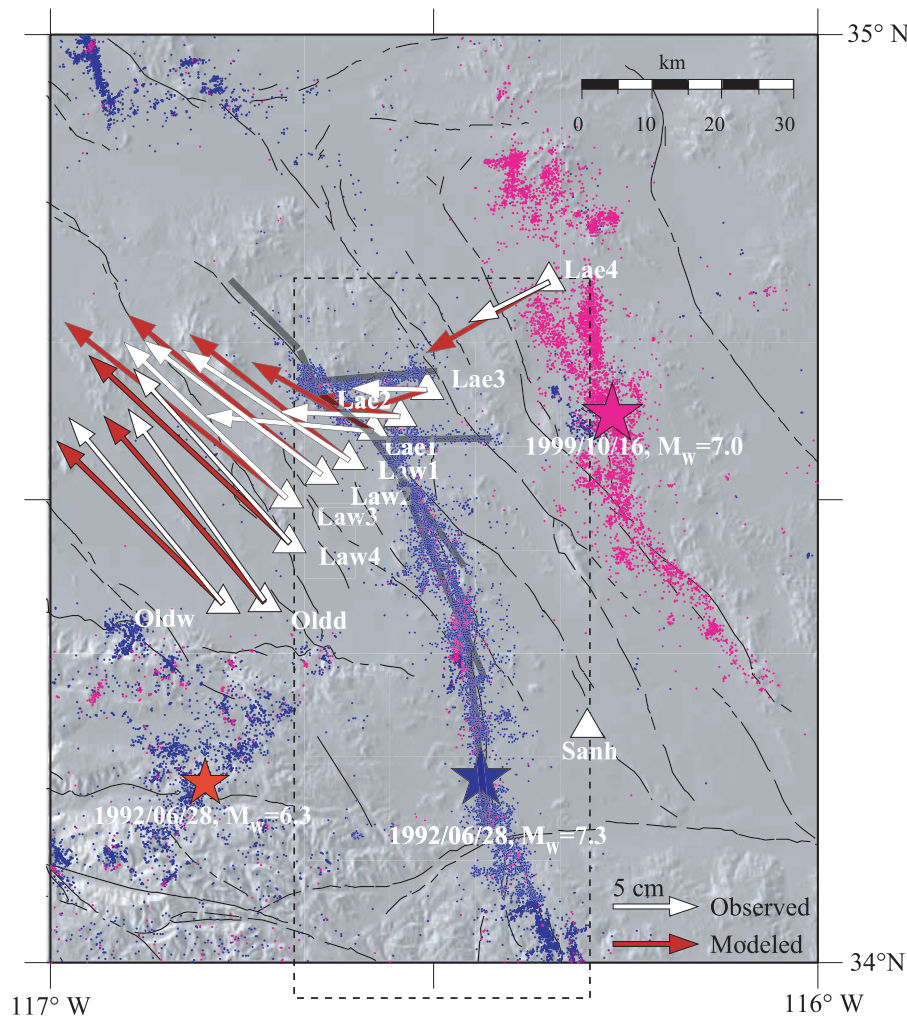 35° N
km
0 10 20 30
Lae4
Lae3
Lae2
1999/10/16, MW=7.0
Lae1
Law1
Law2
Law3
Law4
Oldw
Oldd
Sanh
1992/06/28, MW=6.3
1992/06/28, MW=7.3
5 cm
Observed
Modeled
34°N
117° W
116° W